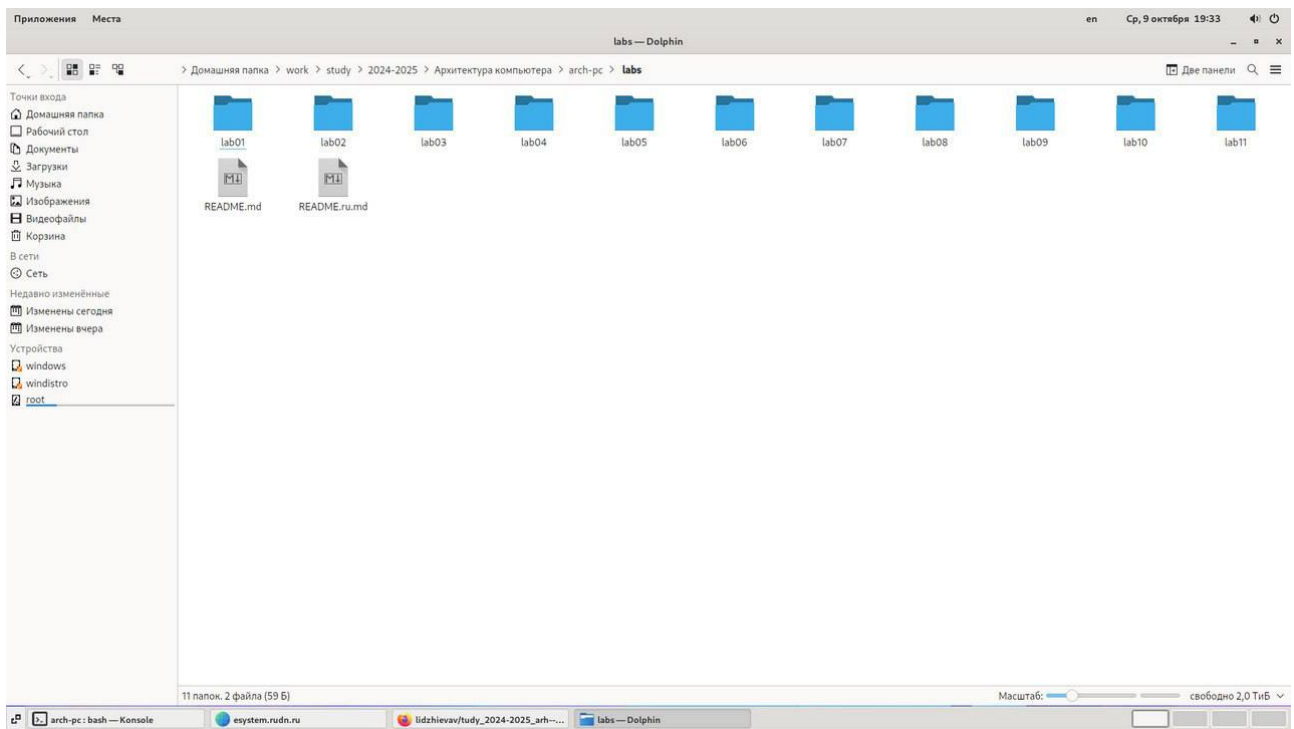 Приложения Места en Ср, 9 октября 19:33
labs — Dolphin
> Домашняя папка > work > study > 2024-2025 > Архитектура компьютера > arch-pc > labs Две панели
Точки входа
Домашняя папка
Рабочий стол
Документы
Загрузки
Музыка
Изображения
Видеофайлы
Корзина
В сети
Сеть
Недавно изменённые
Изменены сегодня
Изменены вчера
Устройства
windows
windistro
root
lab01 lab02 lab03 lab04 lab05 lab06 lab07 lab08 lab09 lab10 lab11
README.md README.ru.md
11 папок. 2 файла (59 Б) Масштаб: свободно 2,0 ТиБ
arch-pc : bash — Konsole esystem.rudn.ru lidzhievav/tudy_2024-2025_arh--... labs — Dolphin